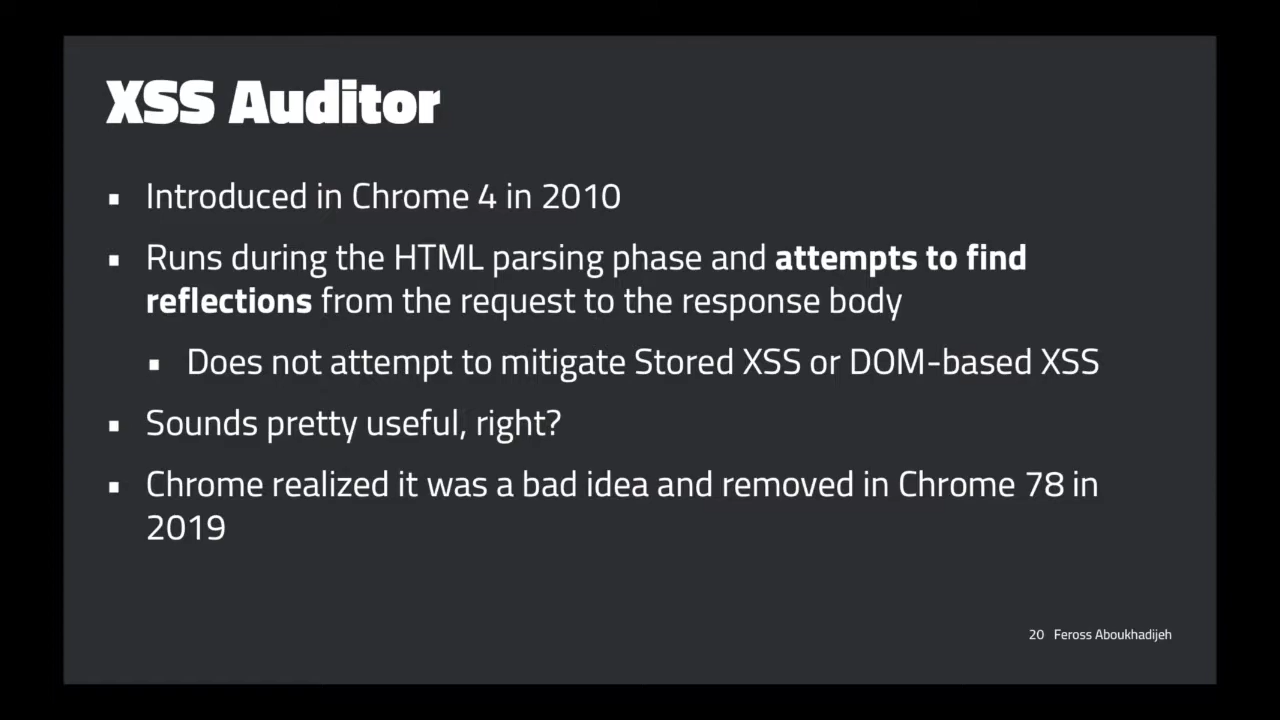 XSS Auditor
▪ Introduced in Chrome 4 in 2010
▪ Runs during the HTML parsing phase and attempts to find
reflections from the request to the response body
▪ Does not attempt to mitigate Stored XSS or DOM-based XSS
▪ Sounds pretty useful, right?
▪ Chrome realized it was a bad idea and removed in Chrome 78 in
2019
20 Feross Aboukhadijeh